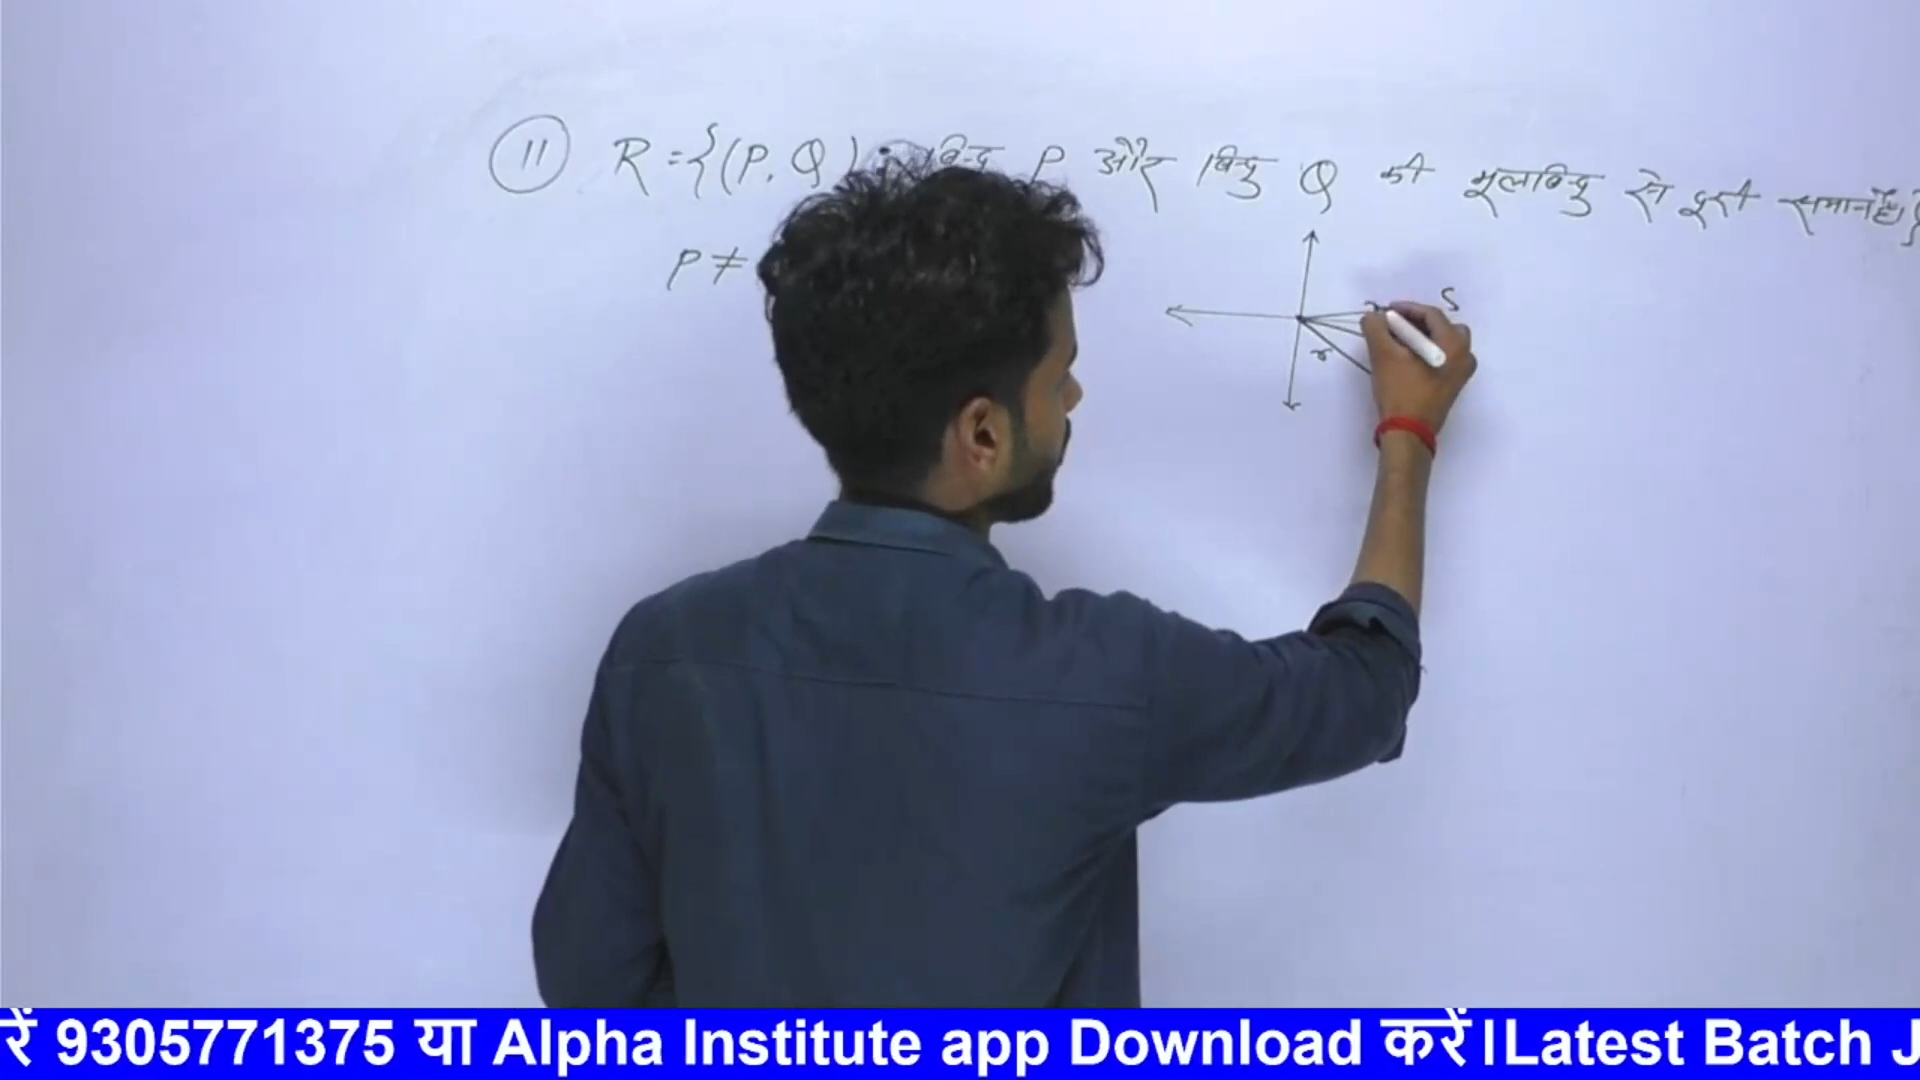 11 R = {(P, Q) : बिन्दु P और बिन्दु Q की मूलबिन्दु से दूरी समान है।}
P ≠
S
r
रें 9305771375 या Alpha Institute app Download करें।Latest Batch J